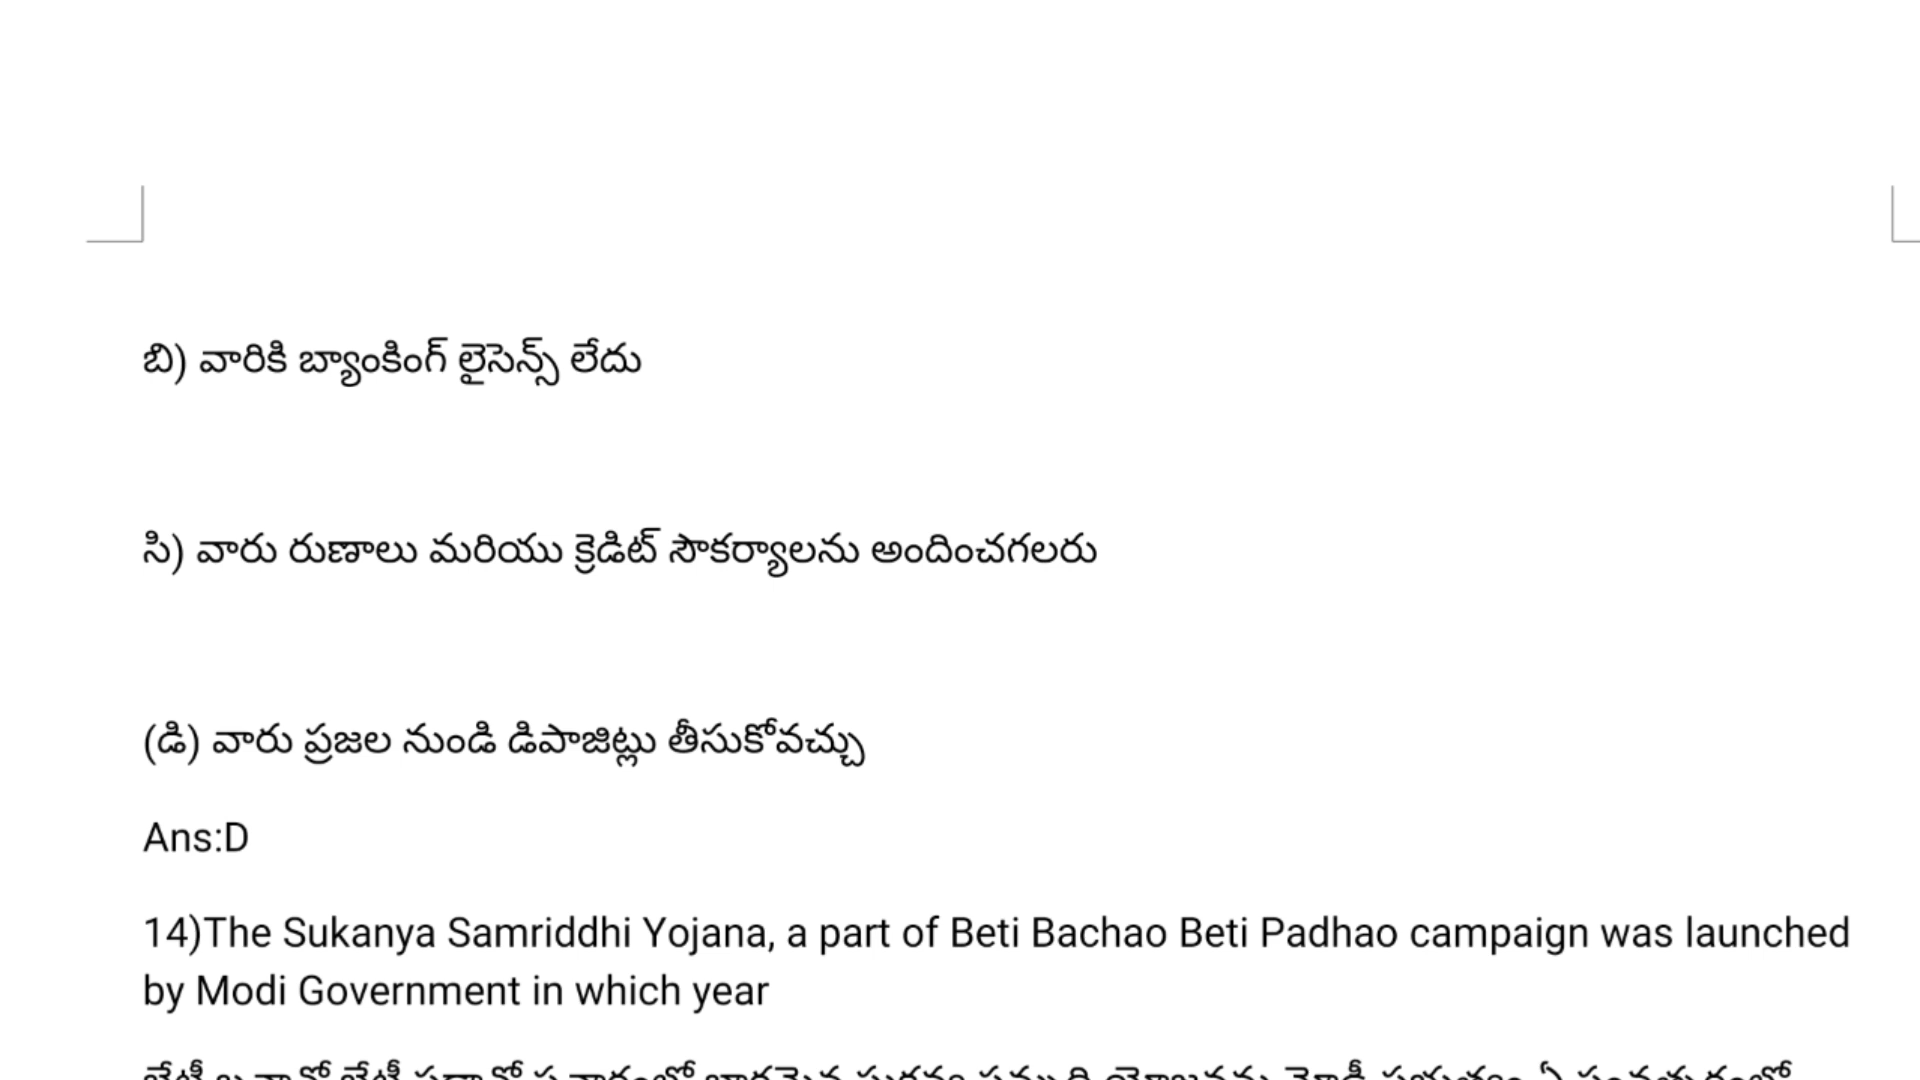 బి) వారికి బ్యాంకింగ్ లైసెన్స్ లేదు
సి) వారు రుణాలు మరియు క్రెడిట్ సౌకర్యాలను అందించగలరు
(డి) వారు ప్రజల నుండి డిపాజిట్లు తీసుకోవచ్చు
Ans:D
14)The Sukanya Samriddhi Yojana, a part of Beti Bachao Beti Padhao campaign was launched
by Modi Government in which year